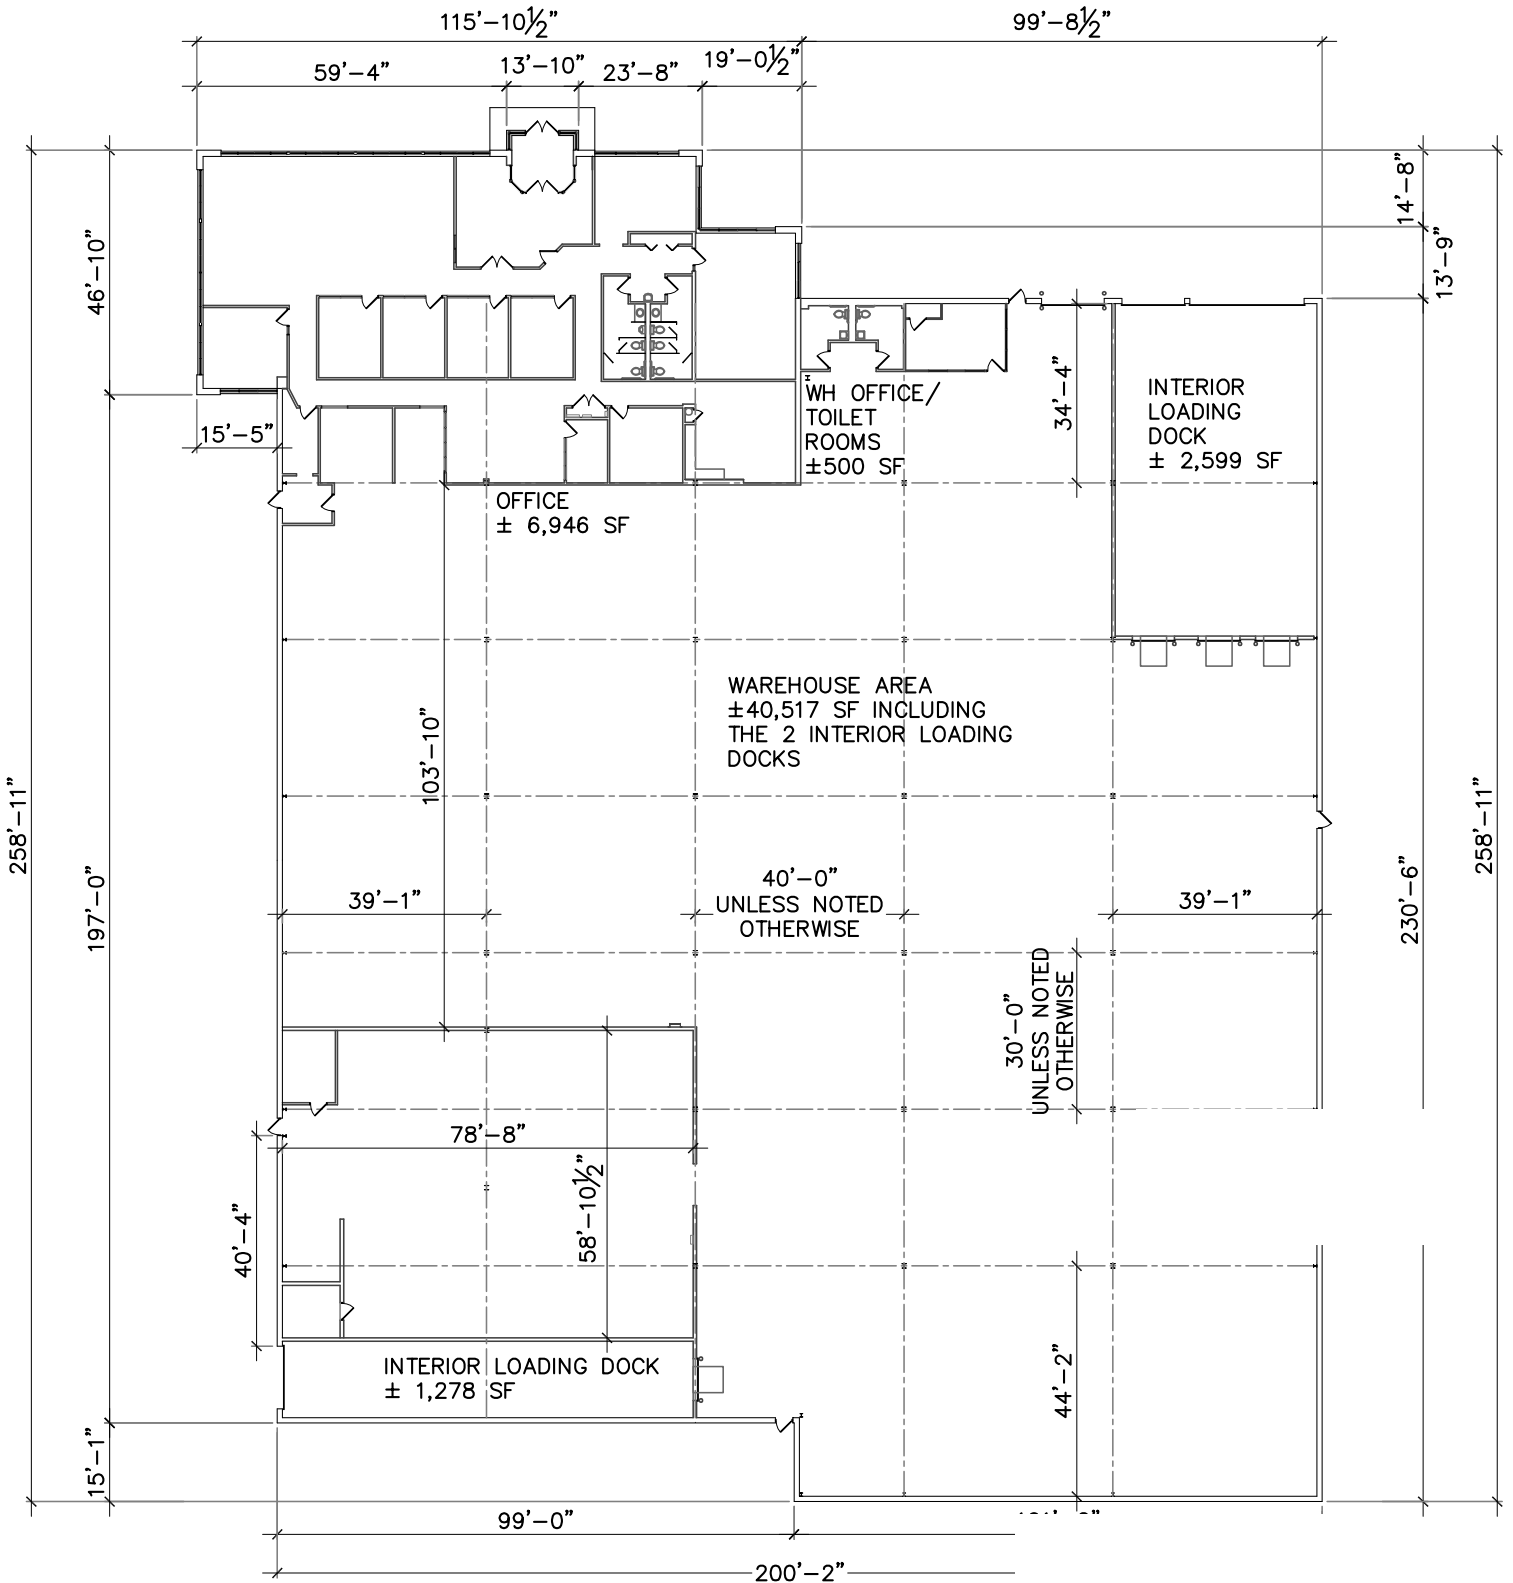 115'-10½"
99'-8½"
59'-4"
13'-10"
23'-8"
19'-0½"
14'-8"
13'-9"
46'-10"
15'-5"
34'-4"
INTERIOR
LOADING
DOCK
± 2,599 SF
WH OFFICE/
TOILET
ROOMS
±500 SF
OFFICE
± 6,946 SF
WAREHOUSE AREA
±40,517 SF INCLUDING
THE 2 INTERIOR LOADING
DOCKS
103'-10"
258'-11"
197'-0"
258'-11"
230'-6"
39'-1"
40'-0"
UNLESS NOTED
OTHERWISE
39'-1"
30'-0"
UNLESS NOTED
OTHERWISE
78'-8"
58'-10½"
40'-4"
44'-2"
INTERIOR LOADING DOCK
± 1,278 SF
15'-1"
99'-0"
200'-2"